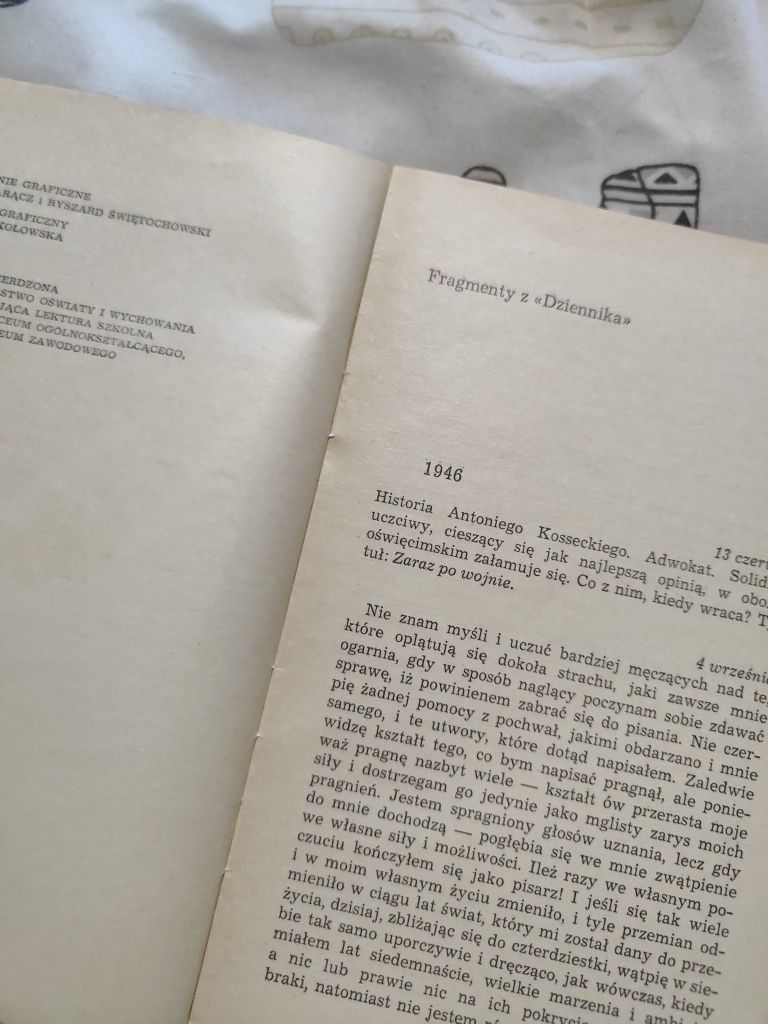 NIE GRAFICZNE
RĄCZ i RYSZARD ŚWIĘTOCHOWSKI
GRAFICZNY
KOŁOWSKA
ERDZONA
STWO OŚWIATY I WYCHOWANIA
JĄCA LEKTURA SZKOLNA
CEUM OGÓLNOKSZTAŁCĄCEGO,
EUM ZAWODOWEGO
Fragmenty z «Dziennika»
1946
13 czerw
Historia Antoniego Kosseckiego. Adwokat. Solid
uczciwy, cieszący się jak najlepszą opinią, w obo
oświęcimskim załamuje się. Co z nim, kiedy wraca? Ty
tuł: Zaraz po wojnie.
4 wrześnie
Nie znam myśli i uczuć bardziej męczących nad te,
które oplątują się dokoła strachu, jaki zawsze mnie
ogarnia, gdy w sposób naglący poczynam sobie zdawać
sprawę, iż powinienem zabrać się do pisania. Nie czer-
pię żadnej pomocy z pochwał, jakimi obdarzano i mnie
samego, i te utwory, które dotąd napisałem. Zaledwie
widzę kształt tego, co bym napisać pragnął, ale ponie-
waż pragnę nazbyt wiele — kształt ów przerasta moje
siły i dostrzegam go jedynie jako mglisty zarys moich
pragnień. Jestem spragniony głosów uznania, lecz gdy
do mnie dochodzą — pogłębia się we mnie zwątpienie
we własne siły i możliwości. Ileż razy we własnym po-
czuciu kończyłem się jako pisarz! I jeśli się tak wiele
i w moim własnym życiu zmieniło, i tyle przemian od-
mieniło w ciągu lat świat, który mi został dany do prze-
życia, dzisiaj, zbliżając się do czterdziestki, wątpię w sie-
bie tak samo uporczywie i dręcząco, jak wówczas, kiedy
miałem lat siedemnaście, wielkie marzenia i ambi
a nic lub prawie nic na ich pokrycie
braki, natomiast nie jestem